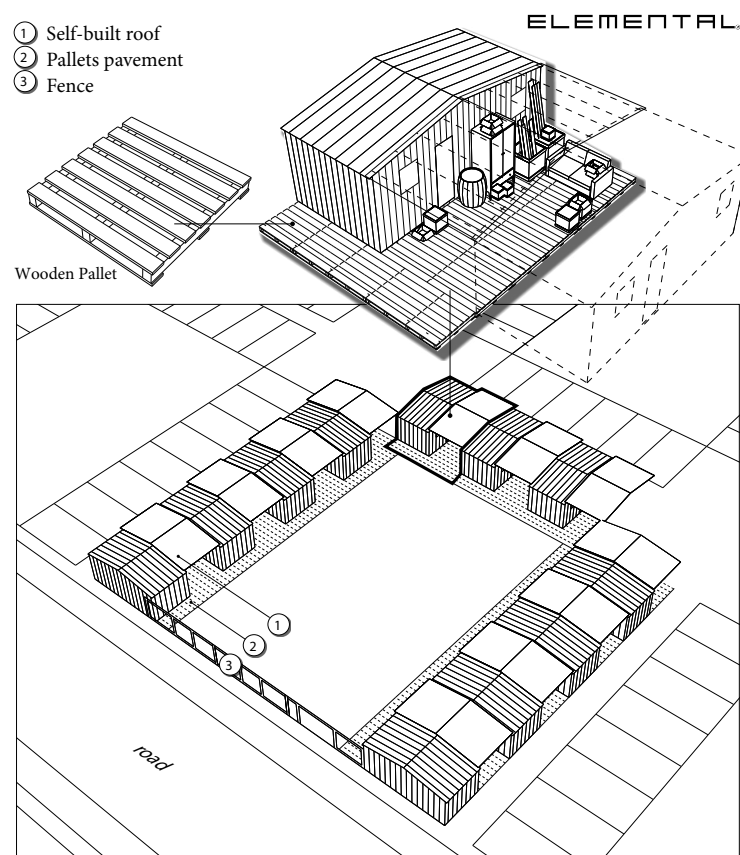 ELEMENTAL®
1 Self-built roof
2 Pallets pavement
3 Fence
Wooden Pallet
1
2
3
road